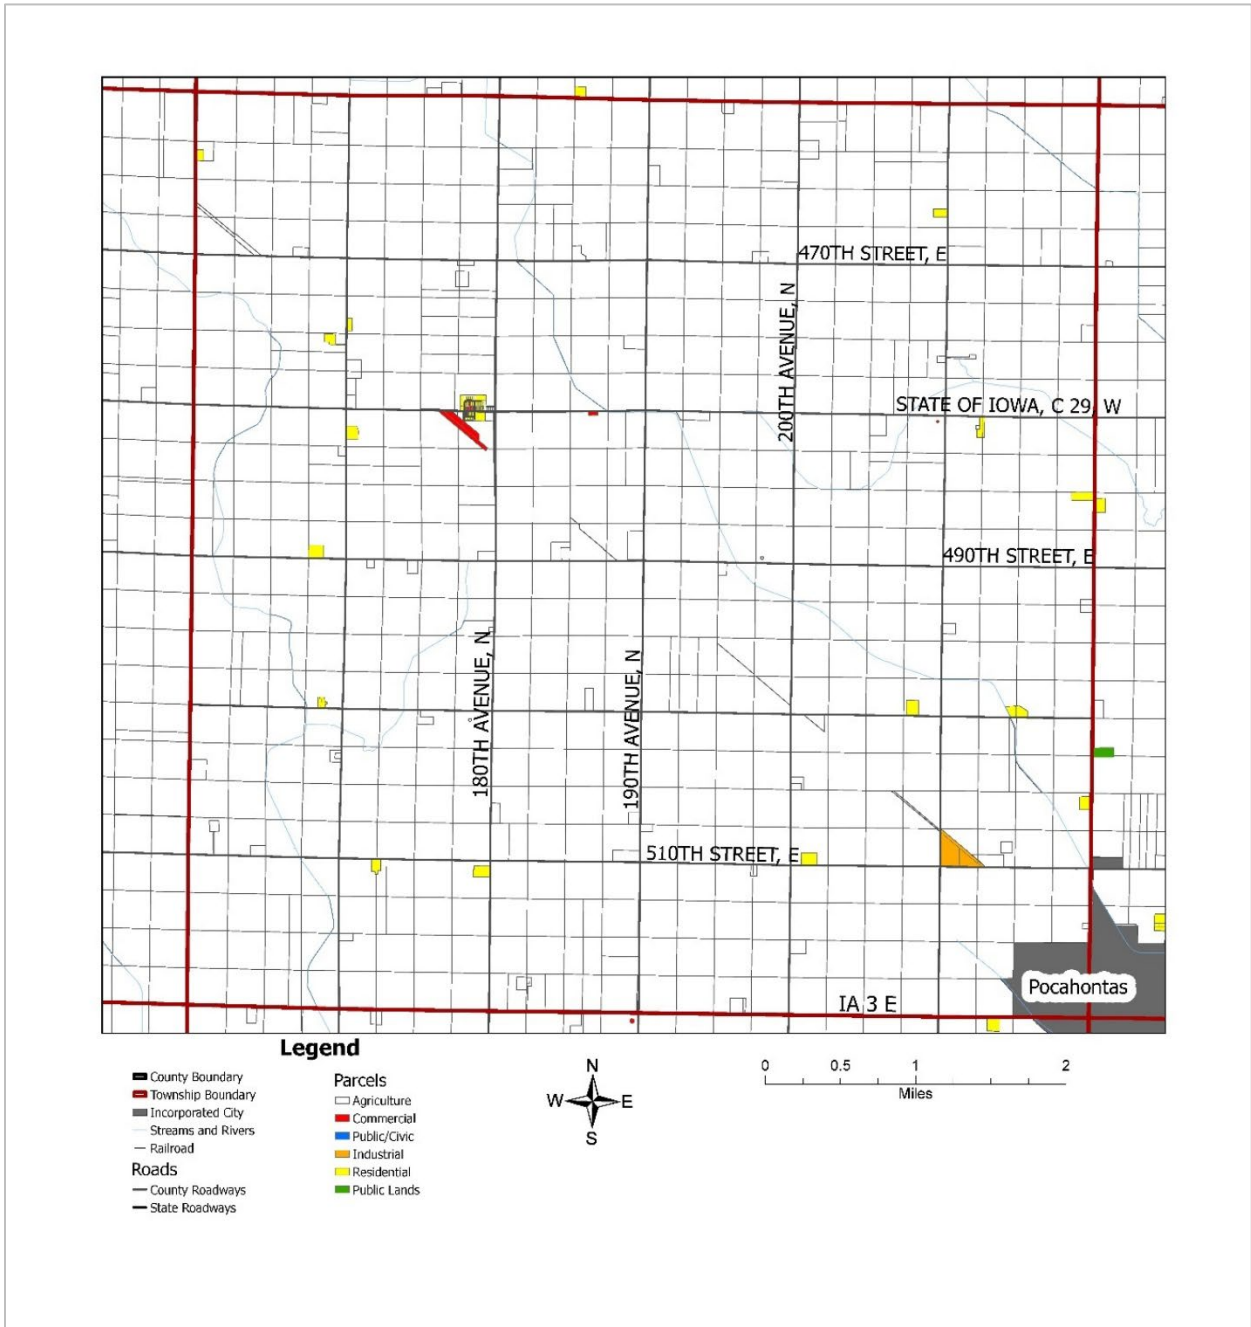 470TH STREET, E
200TH AVENUE, N
STATE OF IOWA, C 29, W
490TH STREET, E
180TH AVENUE, N
190TH AVENUE, N
510TH STREET, E
Pocahontas
IA 3 E
Legend
County Boundary
Township Boundary
Incorporated City
Streams and Rivers
Railroad
Roads
County Roadways
State Roadways
Parcels
Agriculture
Commercial
Public/Civic
Industrial
Residential
Public Lands
N
W E
S
0 0.5 1 2
Miles